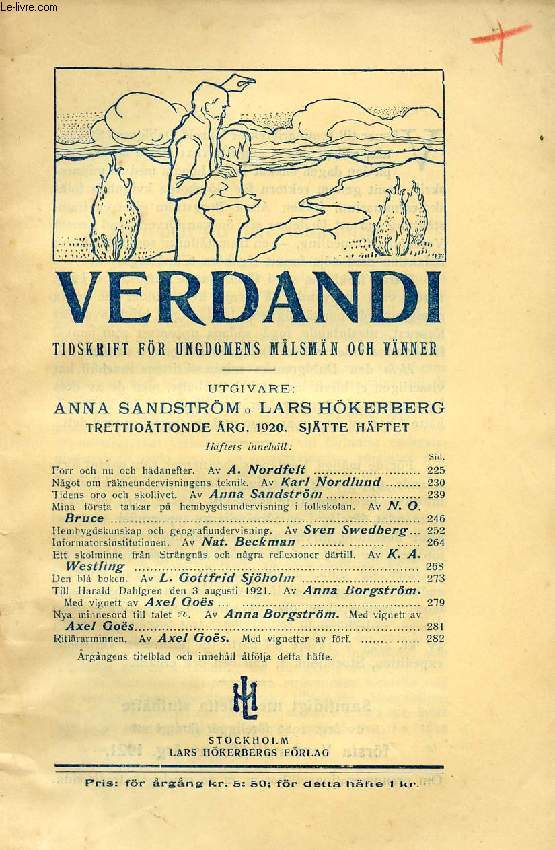 © Le-livre.com
VERDANDI
TIDSKRIFT FÖR UNGDOMENS MÅLSMÄN OCH VÄNNER
UTGIVARE:
ANNA SANDSTRÖM o. LARS HÖKERBERG
TRETTIOÅTTONDE ÅRG. 1920. SJÄTTE HÄFTET
Häftets innehåll:
Sid.
Förr och nu och hädanefter. Av A. Nordfelt 225
Något om räkneundervisningens teknik. Av Karl Nordlund 230
Tidens oro och skollivet. Av Anna Sandström 239
Mina första tankar på hembygdsundervisning i folkskolan. Av N. O.
Bruce 246
Hembygdskunskap och geografiundervisning. Av Sven Swedberg 252
Informatorsinstitutionen. Av Nat. Beckman 264
Ett skolminne från Strängnäs och några reflexioner därtill. Av K. A.
Westling 268
Den blå boken. Av L. Gottfrid Sjöholm 273
Till Harald Dahlgren den 3 augusti 1921. Av Anna Borgström.
Med vignett av Axel Goës 279
Nya minnesord till talet Av Anna Borgström. Med vignett av
Axel Goës 281
Ritlärarminnen. Av Axel Goës. Med vignetter av förf. 282
Årgångens titelblad och innehåll åtfölja detta häfte.
LH
STOCKHOLM
LARS HÖKERBERGS FÖRLAG
Pris: för årgång kr. 5: 50; för detta häfte 1 kr.